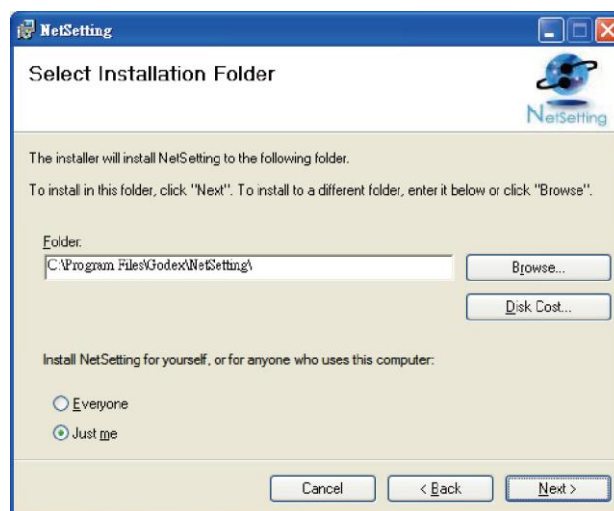 NetSetting
Select Installation Folder
NetSetting
The installer will install NetSetting to the following folder.
To install in this folder, click "Next". To install to a different folder, enter it below or click "Browse".
Folder:
C:\Program Files\Godex\NetSetting\
Browse...
Disk Cost...
Install NetSetting for yourself, or for anyone who uses this computer:
Everyone
Just me
Cancel
< Back
Next >